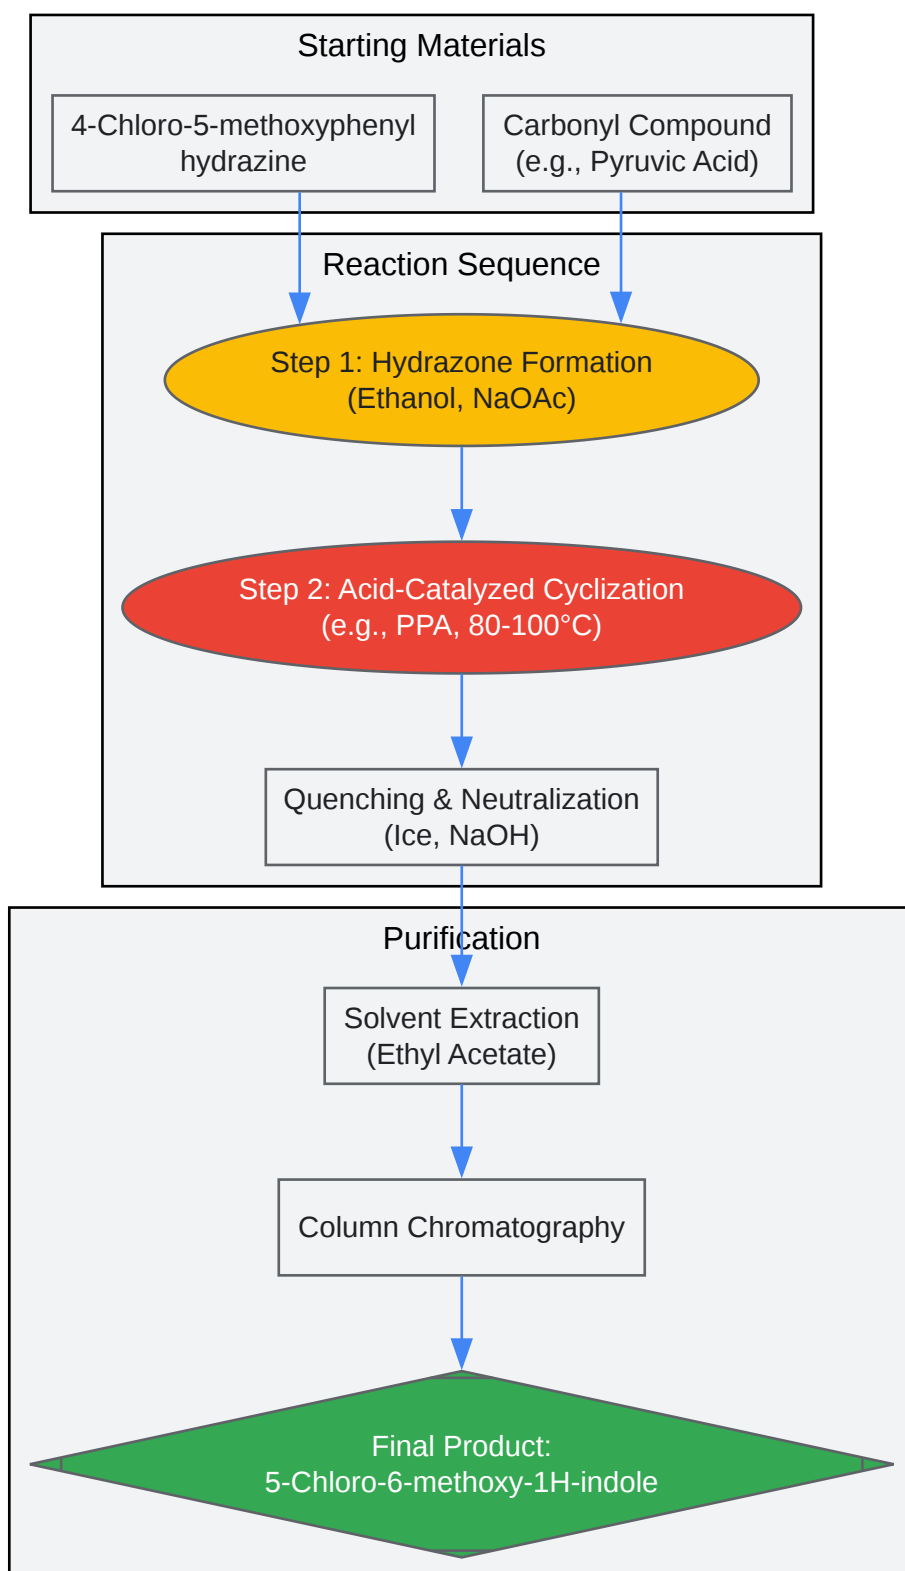 Starting Materials
4-Chloro-5-methoxyphenyl
hydrazine
Carbonyl Compound
(e.g., Pyruvic Acid)
Reaction Sequence
Step 1: Hydrazone Formation
(Ethanol, NaOAc)
Step 2: Acid-Catalyzed Cyclization
(e.g., PPA, 80-100°C)
Quenching & Neutralization
(Ice, NaOH)
Purification
Solvent Extraction
(Ethyl Acetate)
Column Chromatography
Final Product:
5-Chloro-6-methoxy-1H-indole